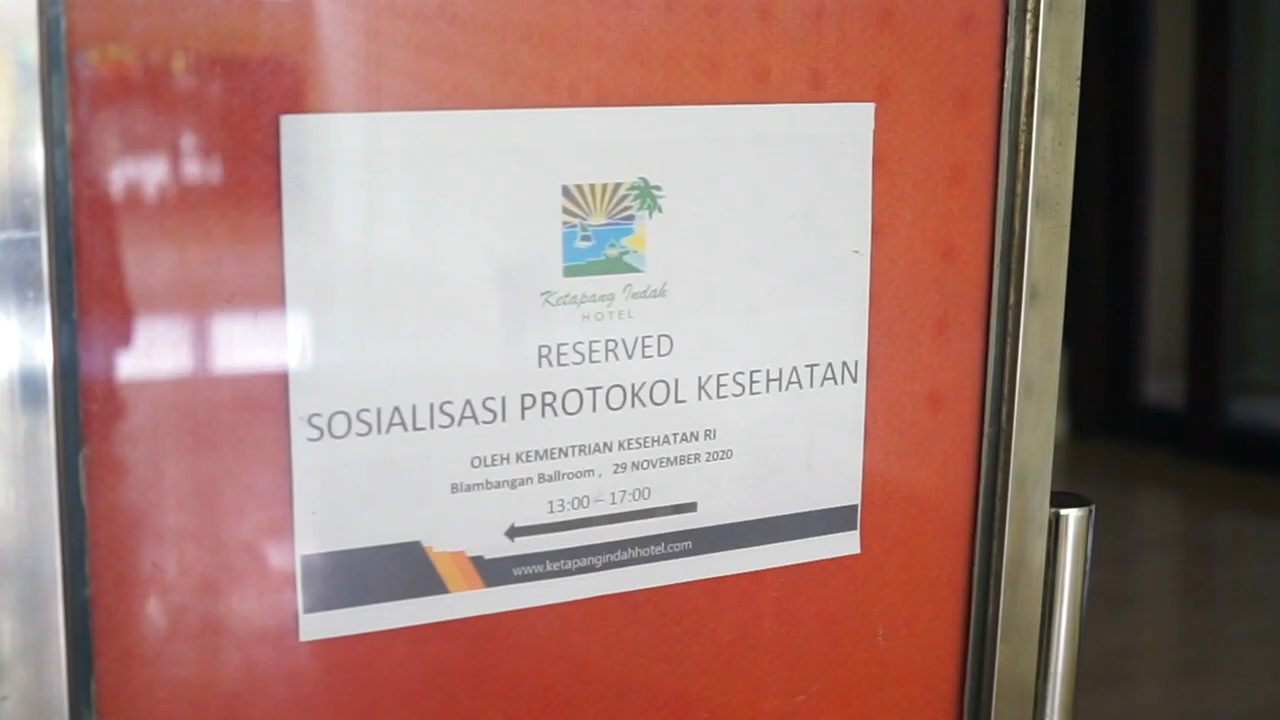 Ketapang Indah
HOTEL
RESERVED
SOSIALISASI PROTOKOL KESEHATAN
OLEH KEMENTRIAN KESEHATAN RI
Blambangan Ballroom , 29 NOVEMBER 2020
13:00 – 17:00
www.ketapangindahhotel.com